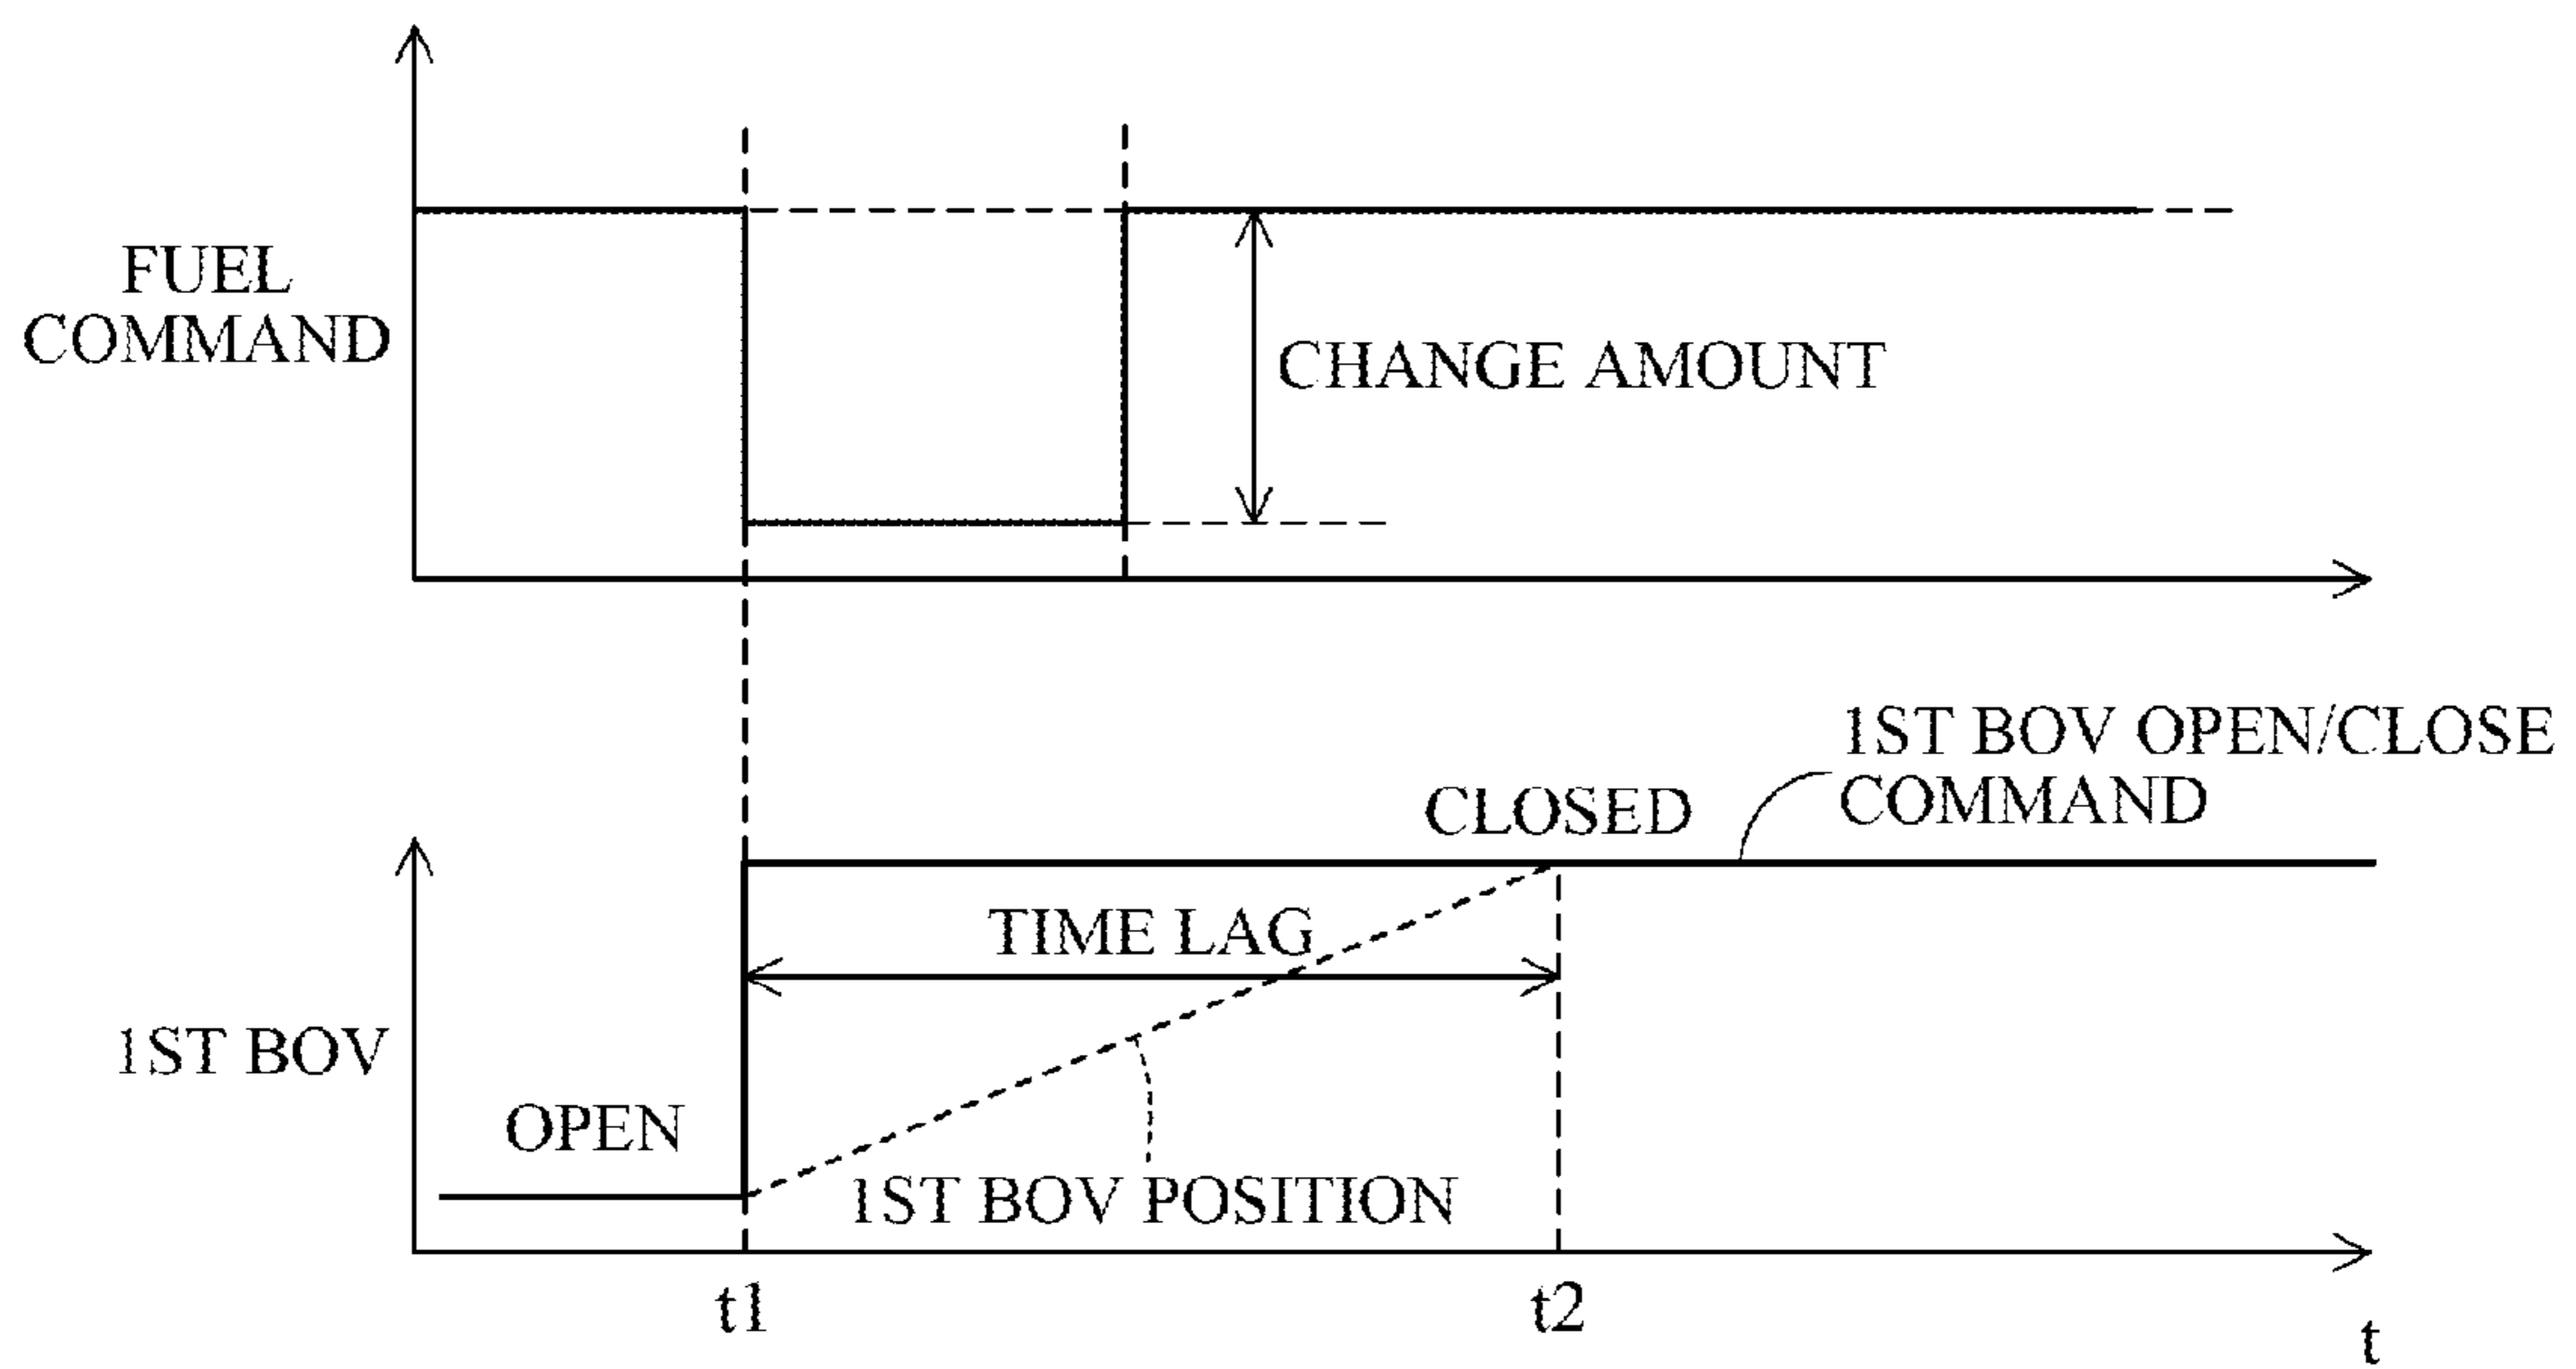 FUEL
COMMAND
CHANGE AMOUNT
1ST BOV OPEN/CLOSE
COMMAND
CLOSED
TIME LAG
1ST BOV
OPEN
1ST BOV POSITION
t1
t2
t